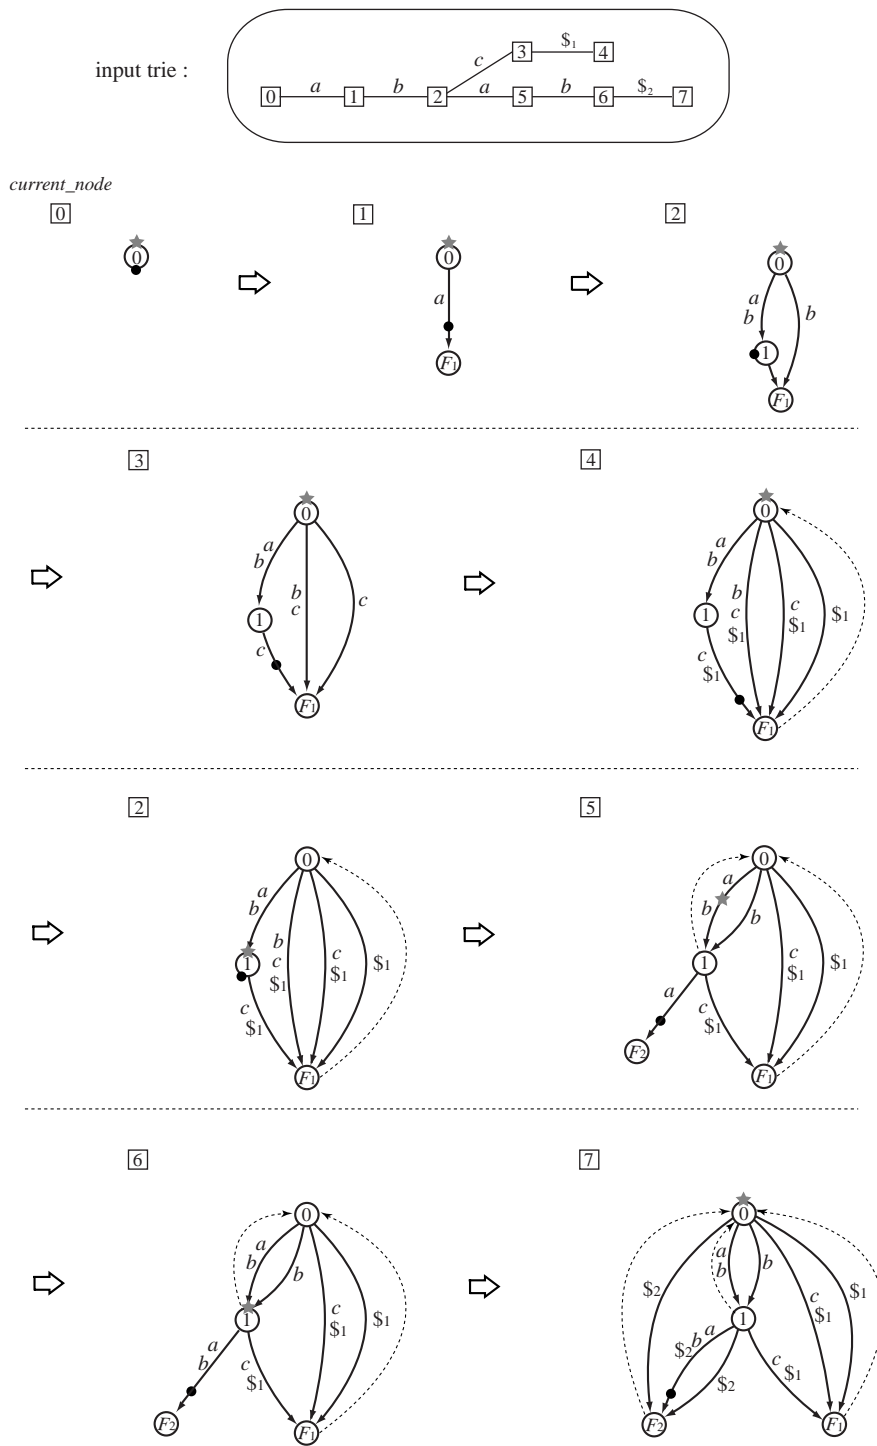 input trie :
3 $₁ 4
c
0 a 1 b 2 a 5 b 6 $₂ 7
current_node
0 1 2
0 0 0
a a b b
1
F1 F1
3 4
0 0
a b b c c a b b c $1 c $1 $1
1 c 1 c $1
F1 F1
2 5
0 0
a b b c $1 c $1 $1 a b b c $1 $1
1 c $1 1 a c $1
F1 F2 F1
6 7
0 0
a b b c $1 $1 $2 a b b c $1 $1
1 1
a b c $1 $2 b a $2 c $1
F2 F1 F2 F1